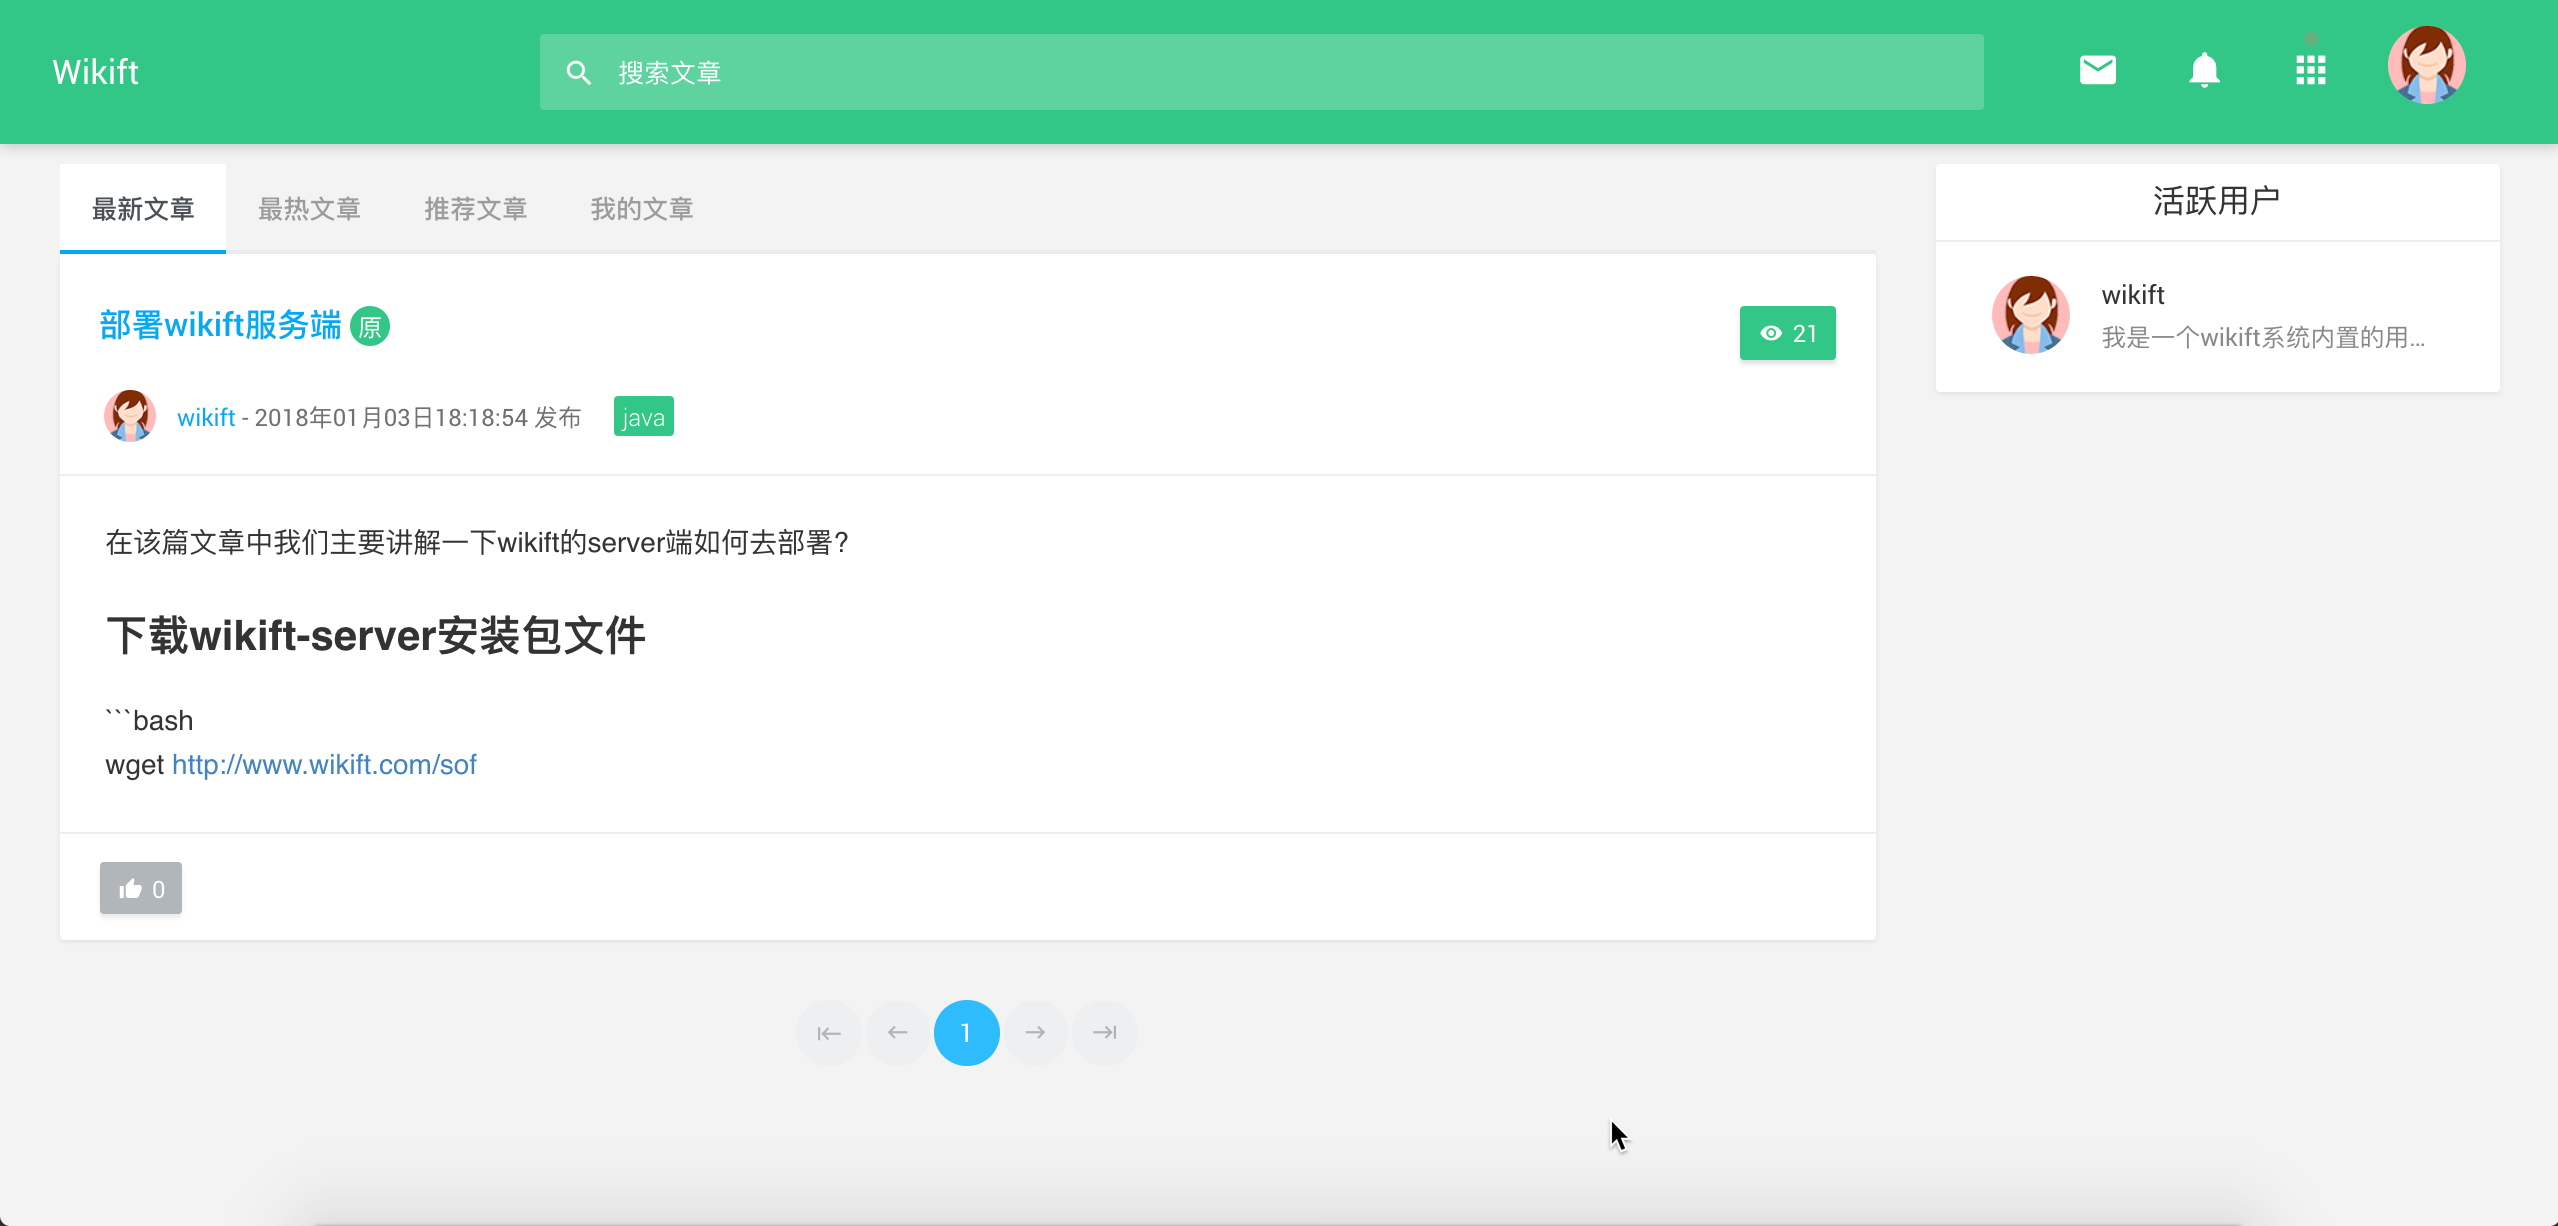 Wikift
搜索文章
最新文章 最热文章 推荐文章 我的文章
部署wikift服务端 原
21
wikift - 2018年01月03日18:18:54 发布 java
在该篇文章中我们主要讲解一下wikift的server端如何去部署?
下载wikift-server安装包文件
```bash
wget http://www.wikift.com/sof
0
1
活跃用户
wikift
我是一个wikift系统内置的用...